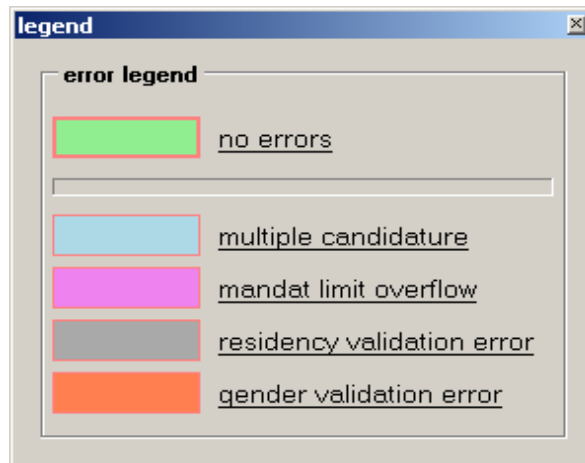 legend
error legend
no errors
multiple candidature
mandat limit overflow
residency validation error
gender validation error